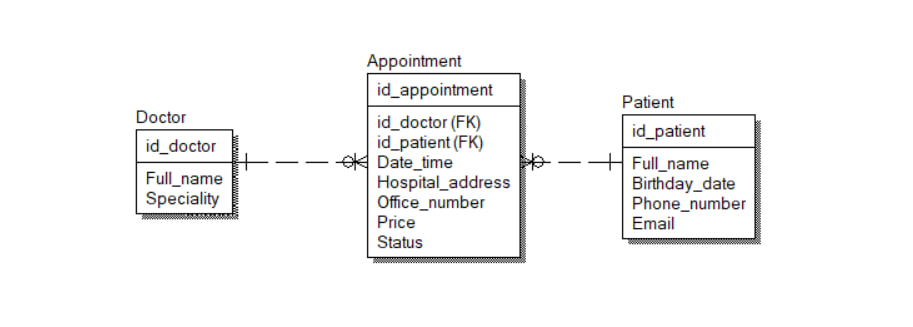 Doctor
id_doctor
Full_name
Speciality
Appointment
id_appointment
id_doctor (FK)
id_patient (FK)
Date_time
Hospital_address
Office_number
Price
Status
Patient
id_patient
Full_name
Birthday_date
Phone_number
Email